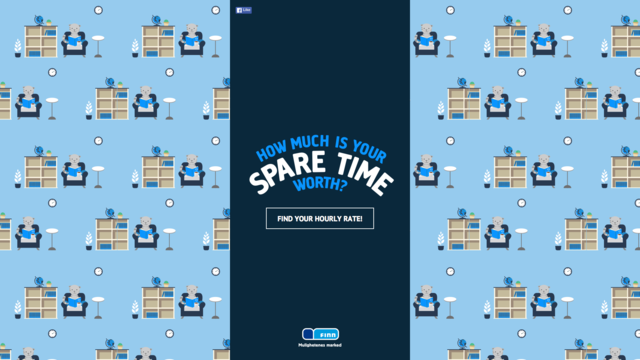 Like
HOW MUCH IS YOUR
SPARE TIME
WORTH?
FIND YOUR HOURLY RATE!
FINN
Mulighetenes marked